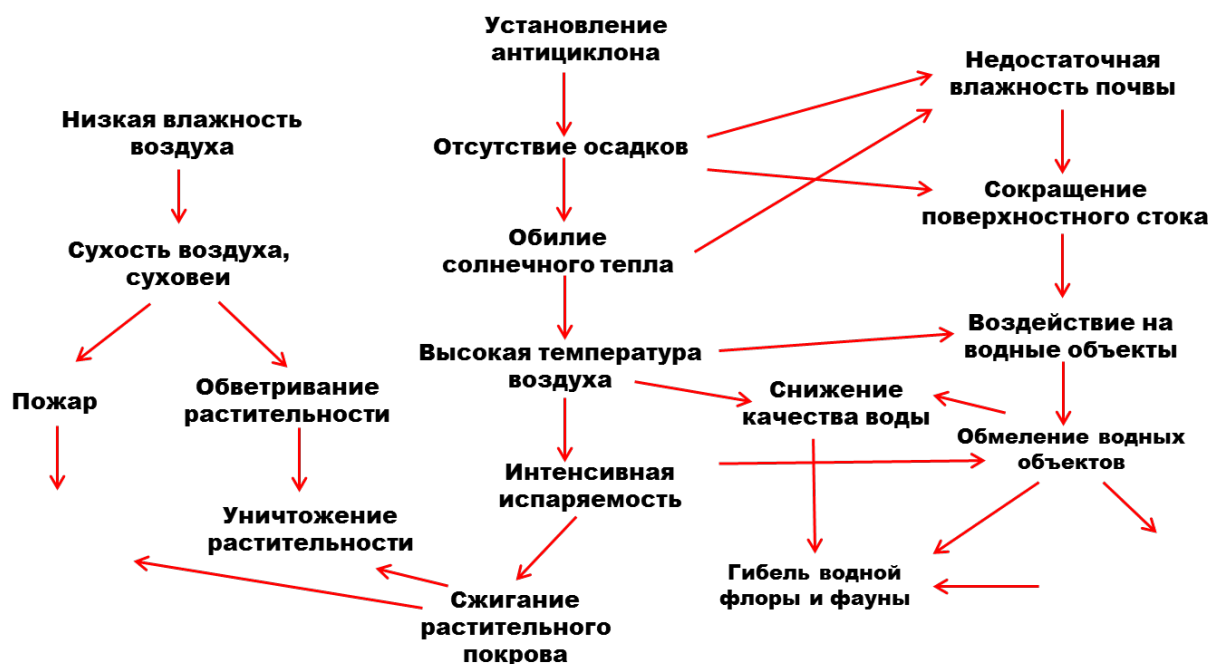 Установление
антициклона
Недостаточная
влажность почвы
Низкая влажность
воздуха
Отсутствие осадков
Сокращение
поверхностного стока
Сухость воздуха,
суховеи
Обилие
солнечного тепла
Воздействие на
водные объекты
Высокая температура
воздуха
Пожар
Обветривание
растительности
Снижение
качества воды
Обмеление водных
объектов
Интенсивная
испаряемость
Уничтожение
растительности
Гибель водной
флоры и фауны
Сжигание
растительного
покрова